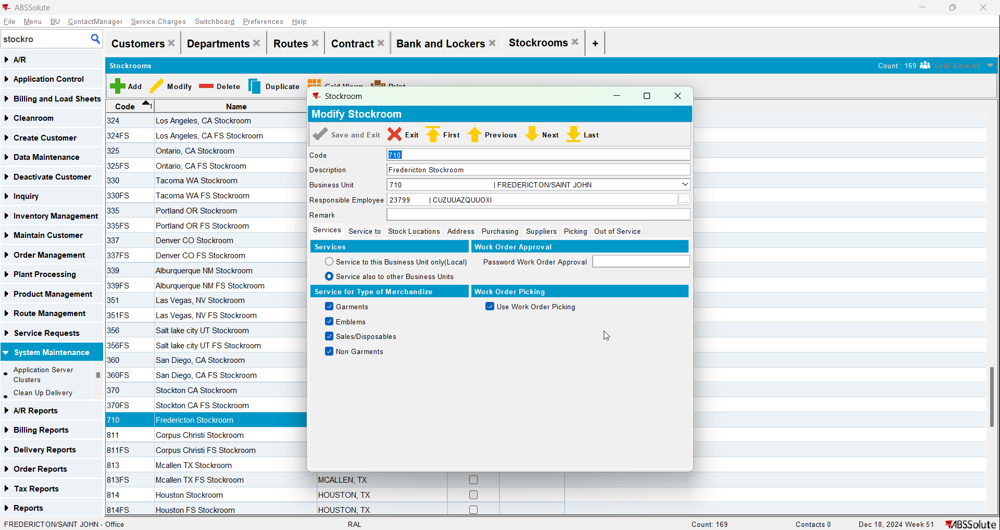 ABSSolute
File Menu BU ContactManager Service Charges Switchboard Preferences Help
stockro
Customers Departments Routes Contract Bank and Lockers Stockrooms +
Stockrooms Count : 169 Grid View All
Add Modify Delete Duplicate Grid Views Print
A/R
Application Control
Billing and Load Sheets
Cleanroom
Create Customer
Data Maintenance
Deactivate Customer
Inquiry
Inventory Management
Maintain Customer
Order Management
Plant Processing
Product Management
Route Management
Service Requests
System Maintenance
Application Server
Clusters
Clean Up Delivery
A/R Reports
Billing Reports
Delivery Reports
Order Reports
Tax Reports
Reports
Code 1 Name
324 Los Angeles, CA Stockroom
324FS Los Angeles, CA FS Stockroom
325 Ontario, CA Stockroom
325FS Ontario, CA FS Stockroom
330 Tacoma WA Stockroom
330FS Tacoma WA FS Stockroom
335 Portland OR Stockroom
335FS Portland OR FS Stockroom
337 Denver CO Stockroom
337FS Denver CO FS Stockroom
339 Alburquerque NM Stockroom
339FS Alburquerque NM FS Stockroom
351 Las Vegas, NV Stockroom
351FS Las Vegas, NV FS Stockroom
356 Salt lake city UT Stockroom
356FS Salt lake city UT FS Stockroom
360 San Diego, CA Stockroom
360FS San Diego, CA FS Stockroom
370 Stockton CA Stockroom
370FS Stockton CA FS Stockroom
710 Fredericton Stockroom
811 Corpus Christi Stockroom
811FS Corpus Christi FS Stockroom
813 Mcallen TX Stockroom
813FS Mcallen TX FS Stockroom MCALLEN, TX
814 Houston Stockroom HOUSTON, TX
814FS Houston FS Stockroom HOUSTON, TX
Stockroom
Modify Stockroom
Save and Exit Exit First Previous Next Last
Code 710
Description Fredericton Stockroom
Business Unit 710 | FREDERICTON/SAINT JOHN
Responsible Employee 23799 | CUZUUAZQUUOXI ...
Remark
Services Service to Stock Locations Address Purchasing Suppliers Picking Out of Service
Services Work Order Approval
Service to this Business Unit only(Local) Password Work Order Approval
Service also to other Business Units
Service for Type of Merchandize Work Order Picking
Garments Use Work Order Picking
Emblems
Sales/Disposables
Non Garments
FREDERICTON/SAINT JOHN - Office RAL Count: 169 Contacts 0 Dec 18, 2024 Week 51 ABSSolute